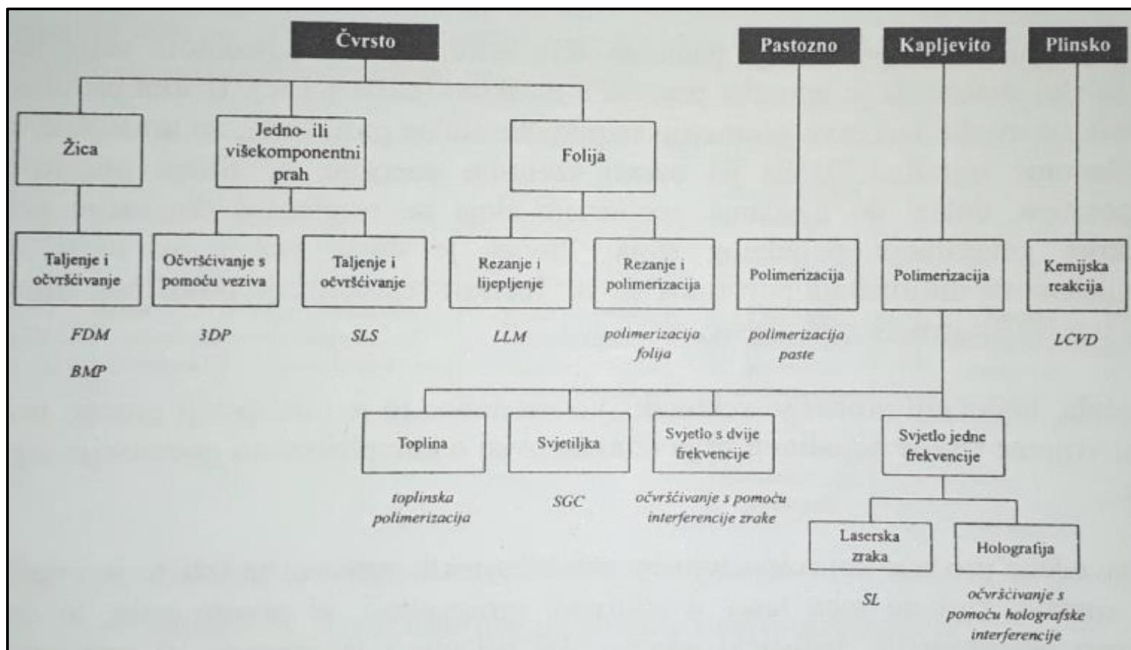 Čvrsto
Pastozno
Kapljevito
Plinsko
Žica
Jedno- ili
višekomponentni
prah
Folija
Taljenje i
očvršćivanje
Očvršćivanje s
pomoću veziva
Taljenje i
očvršćivanje
Rezanje i
lijepljenje
Rezanje i
polimerizacija
Polimerizacija
Polimerizacija
Kemijska
reakcija
FDM
BMP
3DP
SLS
LLM
polimerizacija
folija
polimerizacija
paste
LCVD
Toplina
Svjetiljka
Svjetlo s dvije
frekvencije
Svjetlo jedne
frekvencije
toplinska
polimerizacija
SGC
očvršćivanje s pomoću
interferencije zrake
Laserska
zraka
Holografija
SL
očvršćivanje s
pomoću holografske
interferencije